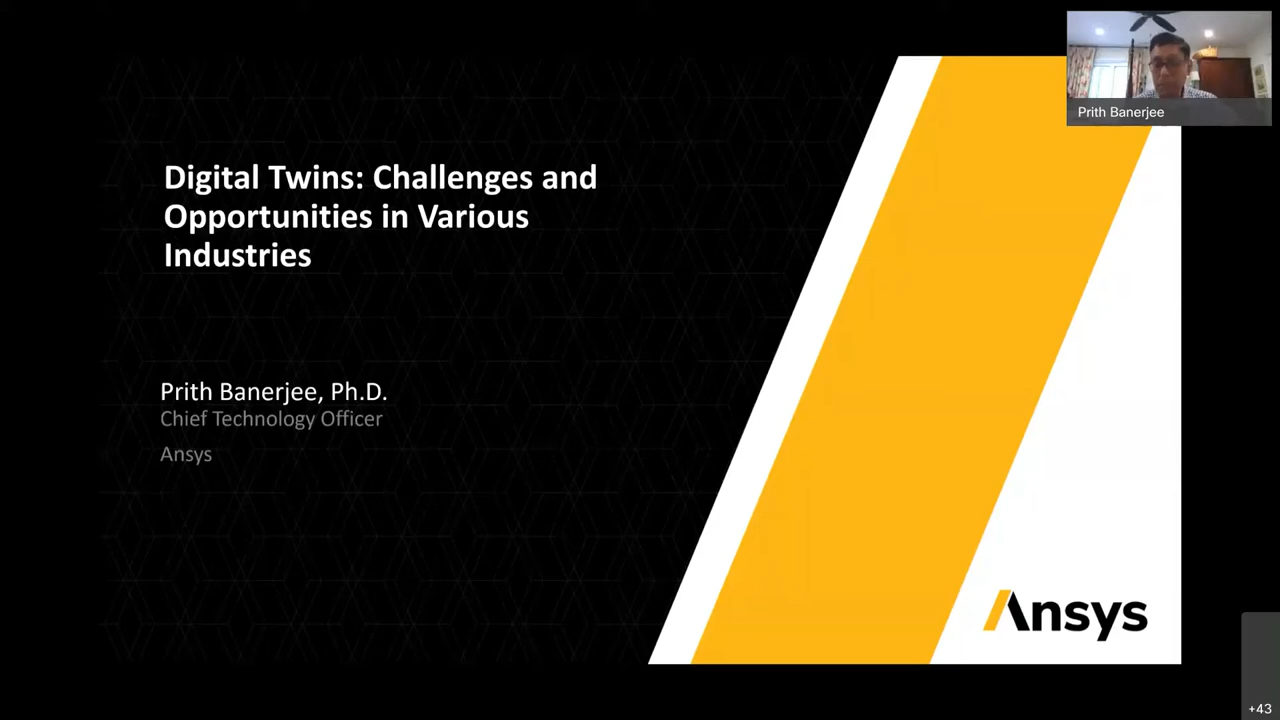 Prith Banerjee
Digital Twins: Challenges and
Opportunities in Various
Industries
Prith Banerjee, Ph.D.
Chief Technology Officer
Ansys
Ansys
+43